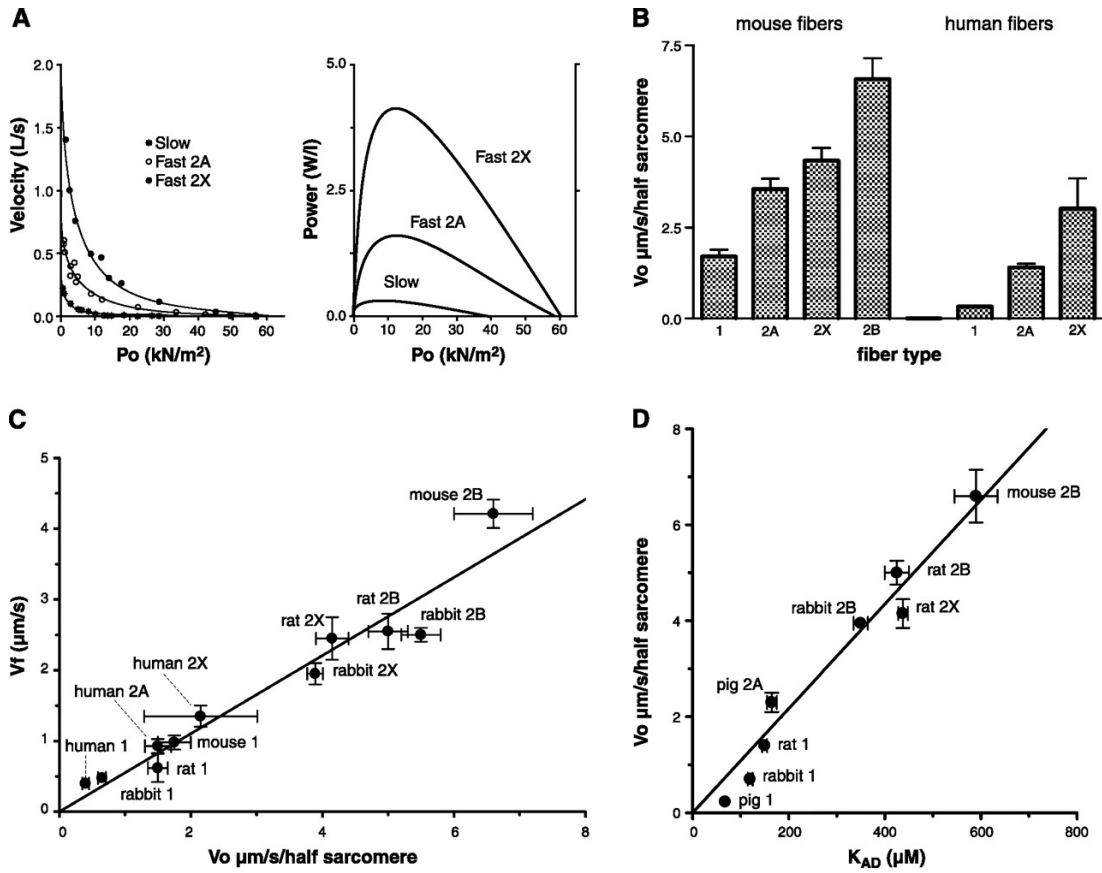 A
Velocity (L/s)
2.0
1.5
1.0
0.5
0.0
Slow
Fast 2A
Fast 2X
0 10 20 30 40 50 60
Po (kN/m²)
Power (W/l)
5.0
2.5
0.0
Fast 2X
Fast 2A
Slow
0 10 20 30 40 50 60
Po (kN/m²)
B
mouse fibers human fibers
Vo μm/s/half sarcomere
7.5
5.0
2.5
0.0
1 2A 2X 2B 1 2A 2X
fiber type
C
Vf (μm/s)
5
4
3
2
1
0
mouse 2B
rat 2B
rat 2X
rabbit 2B
human 2X
rabbit 2X
human 2A
human 1
mouse 1
rat 1
rabbit 1
0 2 4 6 8
Vo μm/s/half sarcomere
D
Vo μm/s/half sarcomere
8
6
4
2
0
mouse 2B
rat 2B
rabbit 2B
rat 2X
pig 2A
rat 1
rabbit 1
pig 1
0 200 400 600 800
KAD (μM)